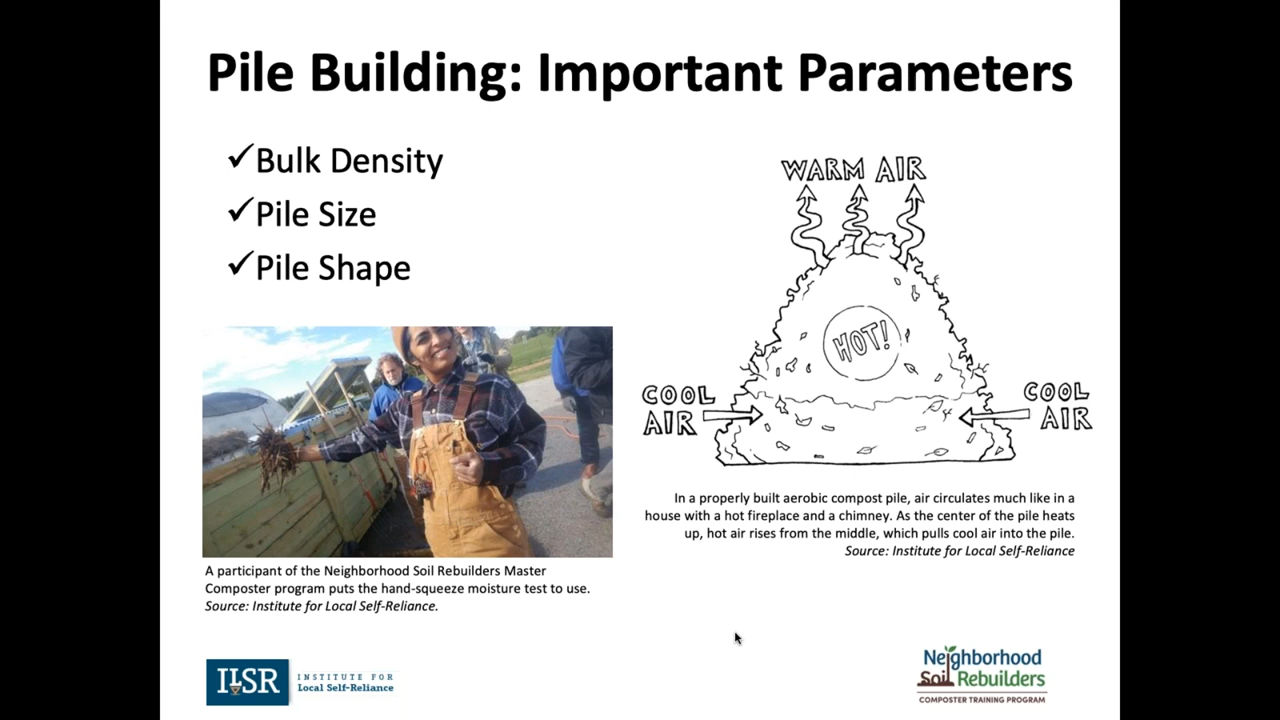 Pile Building: Important Parameters
✓Bulk Density
✓Pile Size
✓Pile Shape
WARM AIR
HOT!
COOL
AIR
COOL
AIR
In a properly built aerobic compost pile, air circulates much like in a
house with a hot fireplace and a chimney. As the center of the pile heats
up, hot air rises from the middle, which pulls cool air into the pile.
Source: Institute for Local Self-Reliance
A participant of the Neighborhood Soil Rebuilders Master
Composter program puts the hand-squeeze moisture test to use.
Source: Institute for Local Self-Reliance.
ILSR
INSTITUTE FOR
Local Self-Reliance
Neighborhood
Soil Rebuilders
COMPOSTER TRAINING PROGRAM